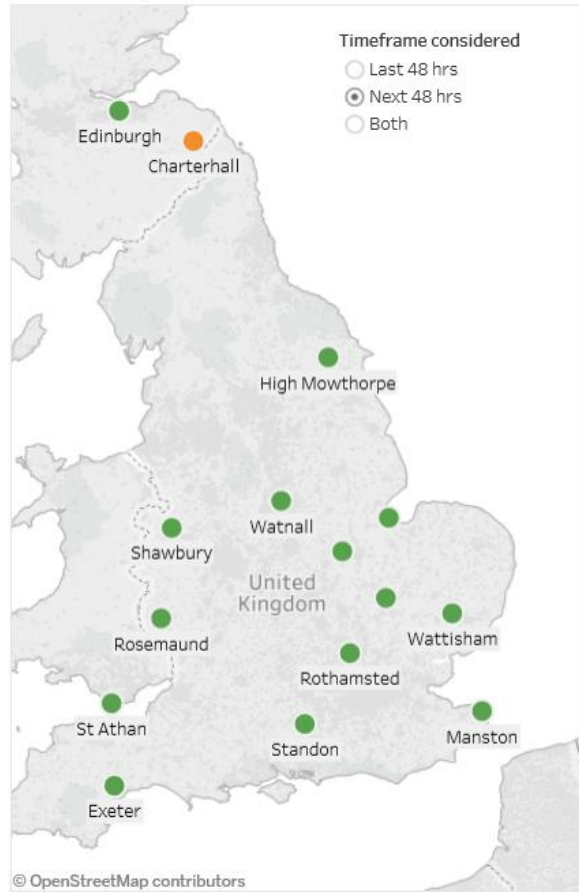 Timeframe considered
Last 48 hrs
Next 48 hrs
Both
Edinburgh
Charterhall
High Mowthorpe
Watnall
Shawbury
United
Kingdom
Rosemaund
Wattisham
Rothamsted
St Athan
Standon
Manston
Exeter
© OpenStreetMap contributors